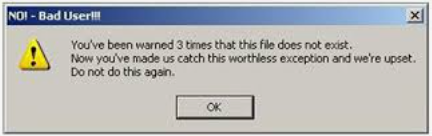 NO! - Bad User!!!
You've been warned 3 times that this file does not exist.
Now you've made us catch this worthless exception and we're upset.
Do not do this again.
OK